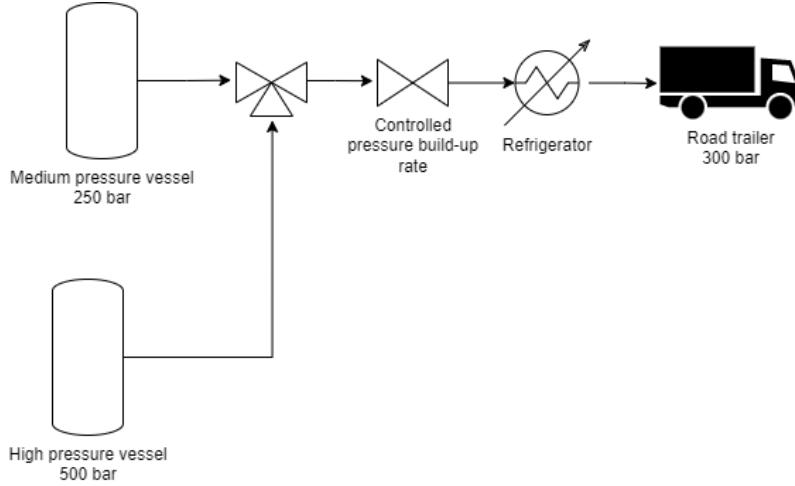 Medium pressure vessel
250 bar
Controlled
pressure build-up
rate
Refrigerator
Road trailer
300 bar
High pressure vessel
500 bar